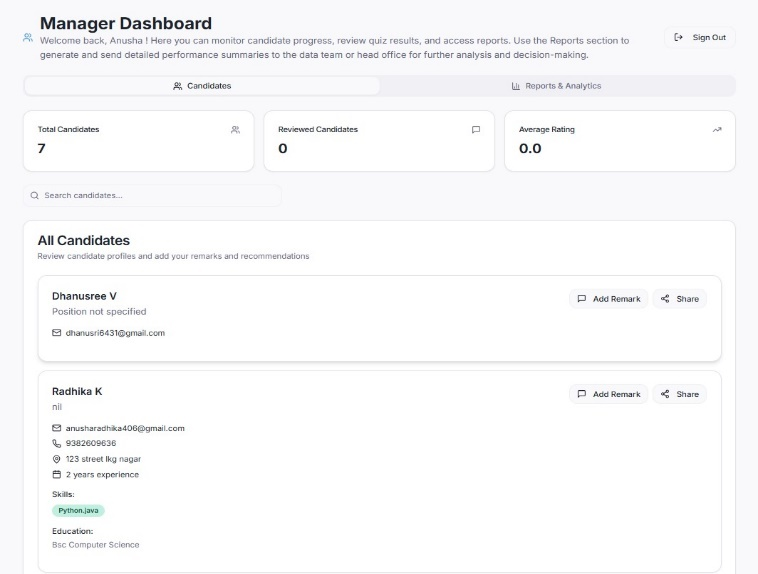 Manager Dashboard
Welcome back, Anusha ! Here you can monitor candidate progress, review quiz results, and access reports. Use the Reports section to
generate and send detailed performance summaries to the data team or head office for further analysis and decision-making.
Sign Out
Candidates
Reports & Analytics
Total Candidates
7
Reviewed Candidates
0
Average Rating
0.0
Search candidates...
All Candidates
Review candidate profiles and add your remarks and recommendations
Dhanusree V
Add Remark
Share
Position not specified
dhanusri6431@gmail.com
Radhika K
Add Remark
Share
nil
anusharadhika406@gmail.com
9382609636
123 street lkg nagar
2 years experience
Skills:
Python.java
Education:
Bsc Computer Science